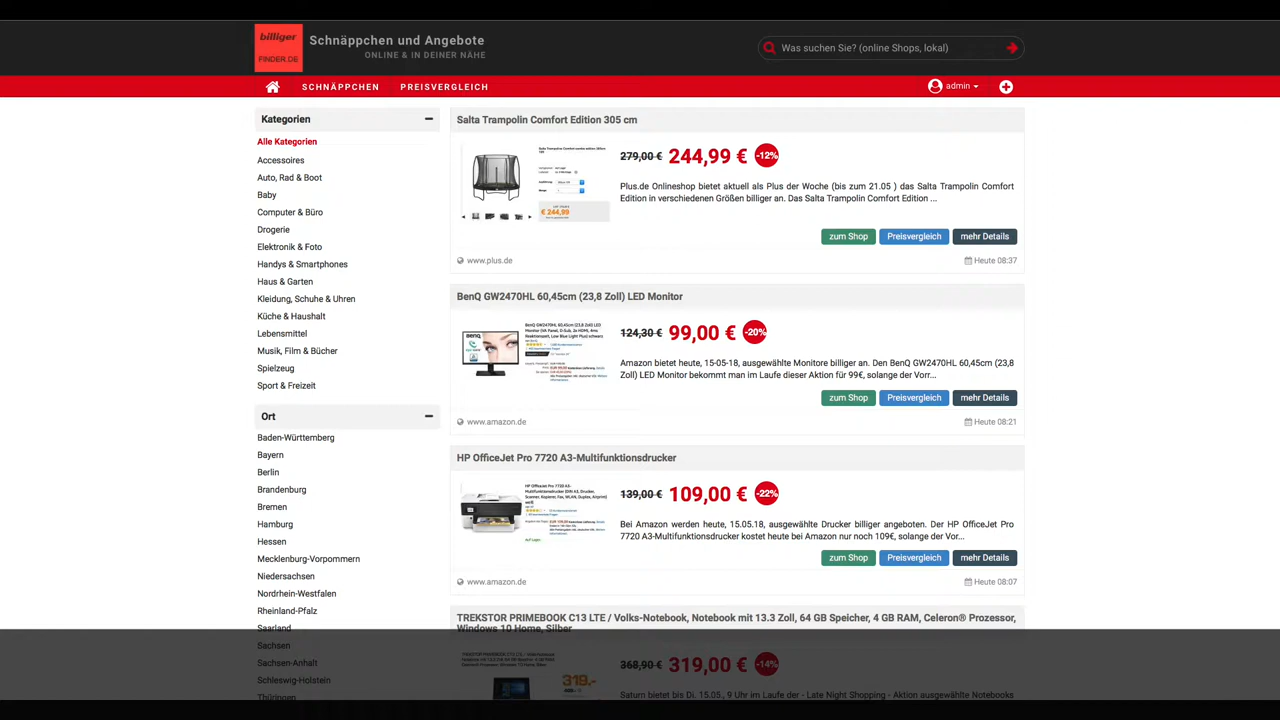 billiger
FINDER.DE
Schnäppchen und Angebote
ONLINE & IN DEINER NÄHE
Was suchen Sie? (online Shops, lokal)
SCHNÄPPCHEN
PREISVERGLEICH
admin
Kategorien
Alle Kategorien
Accessoires
Auto, Rad & Boot
Baby
Computer & Büro
Drogerie
Elektronik & Foto
Handys & Smartphones
Haus & Garten
Kleidung, Schuhe & Uhren
Küche & Haushalt
Lebensmittel
Musik, Film & Bücher
Spielzeug
Sport & Freizeit
Ort
Baden-Württemberg
Bayern
Berlin
Brandenburg
Bremen
Hamburg
Hessen
Mecklenburg-Vorpommern
Niedersachsen
Nordrhein-Westfalen
Rheinland-Pfalz
Saarland
Sachsen
Sachsen-Anhalt
Schleswig-Holstein
Thüringen
Salta Trampolin Comfort Edition 305 cm
€ 244,99
279,00 € 244,99 € -12%
Plus.de Onlineshop bietet aktuell als Plus der Woche (bis zum 21.05 ) das Salta Trampolin Comfort
Edition in verschiedenen Größen billiger an. Das Salta Trampolin Comfort Edition ...
zum Shop Preisvergleich mehr Details
www.plus.de Heute 08:37
BenQ GW2470HL 60,45cm (23,8 Zoll) LED Monitor
124,30 € 99,00 € -20%
Amazon bietet heute, 15-05-18, ausgewählte Monitore billiger an. Den BenQ GW2470HL 60,45cm (23,8
Zoll) LED Monitor bekommt man im Laufe dieser Aktion für 99€, solange der Vorr...
zum Shop Preisvergleich mehr Details
www.amazon.de Heute 08:21
HP OfficeJet Pro 7720 A3-Multifunktionsdrucker
139,00 € 109,00 € -22%
Bei Amazon werden heute, 15.05.18, ausgewählte Drucker billiger angeboten. Der HP OfficeJet Pro
7720 A3-Multifunktionsdrucker kostet heute bei Amazon nur noch 109€, solange der Vor...
zum Shop Preisvergleich mehr Details
www.amazon.de Heute 08:07
TREKSTOR PRIMEBOOK C13 LTE / Volks-Notebook, Notebook mit 13.3 Zoll, 64 GB Speicher, 4 GB RAM, Celeron® Prozessor,
Windows 10 Home, Silber
318,-
368,90 € 319,00 € -14%
Saturn bietet bis Di. 15.05., 9 Uhr im Laufe der - Late Night Shopping - Aktion ausgewählte Notebooks